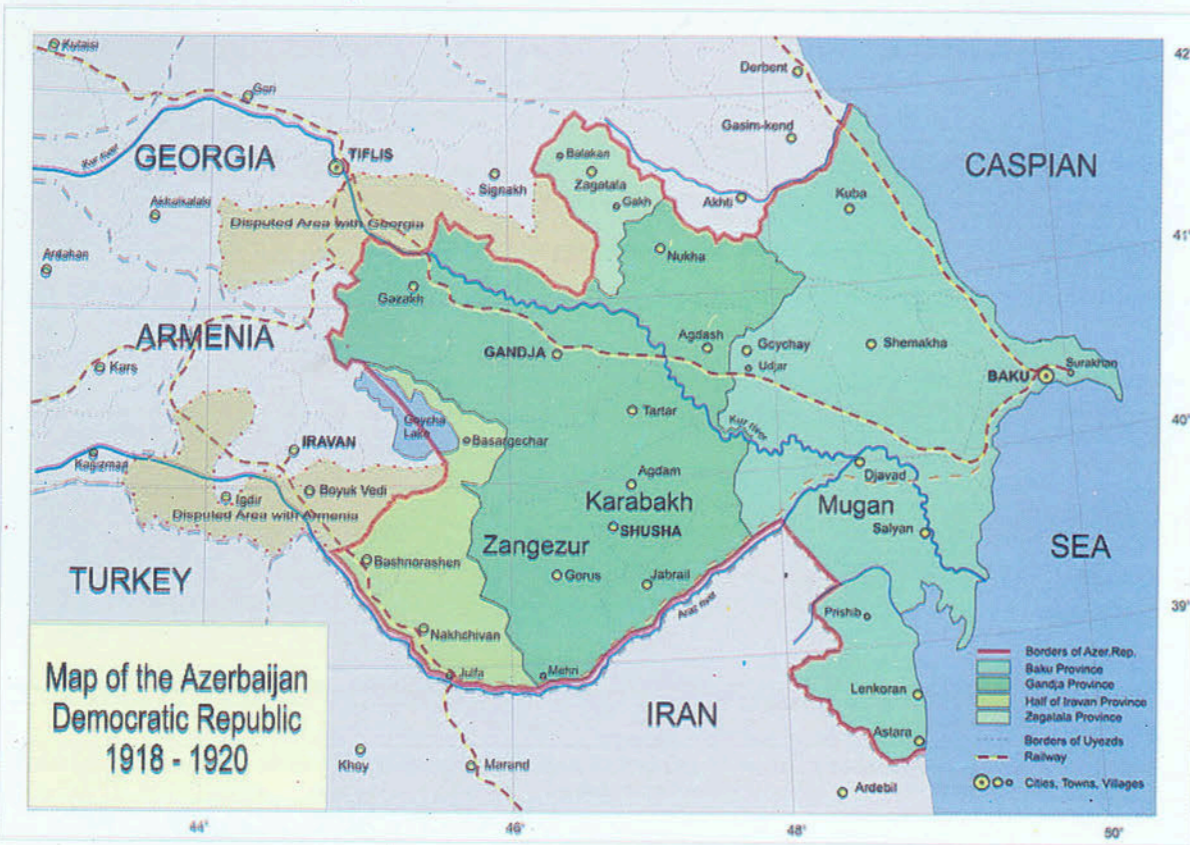 Kutaisi
Gori
Derbent
42°
Gasim-kend
GEORGIA
TIFLIS
Balakan
CASPIAN
Kur river
Signakh
Zagatala
Akhti
Kuba
Akhalkalaki
Gakh
Disputed Area with Georgia
41°
Ardahan
Nukha
Gazakh
ARMENIA
Agdash
Goychay
Shemakha
GANDJA
Kars
Udjar
Surakhan
BAKU
Goycha
Lake
Tartar
40°
Kur river
IRAVAN
Basargechar
Kagizman
Agdam
Djavad
Igdir
Boyuk Vedi
Karabakh
Mugan
Disputed Area with Armenia
SHUSHA
Salyan
Zangezur
SEA
Bashnorashen
TURKEY
Gorus
Jabrail
Araz river
39°
Prishib
Nakhchivan
Borders of Azer.Rep.
Baku Province
Julfa
Mehri
Gandja Province
Lenkoran
Half of Iravan Province
Map of the Azerbaijan
Democratic Republic
1918 - 1920
IRAN
Zagatala Province
Astara
Borders of Uyezds
Khoy
Marand
Railway
Ardebil
Cities, Towns, Villages
44°
46°
48°
50°